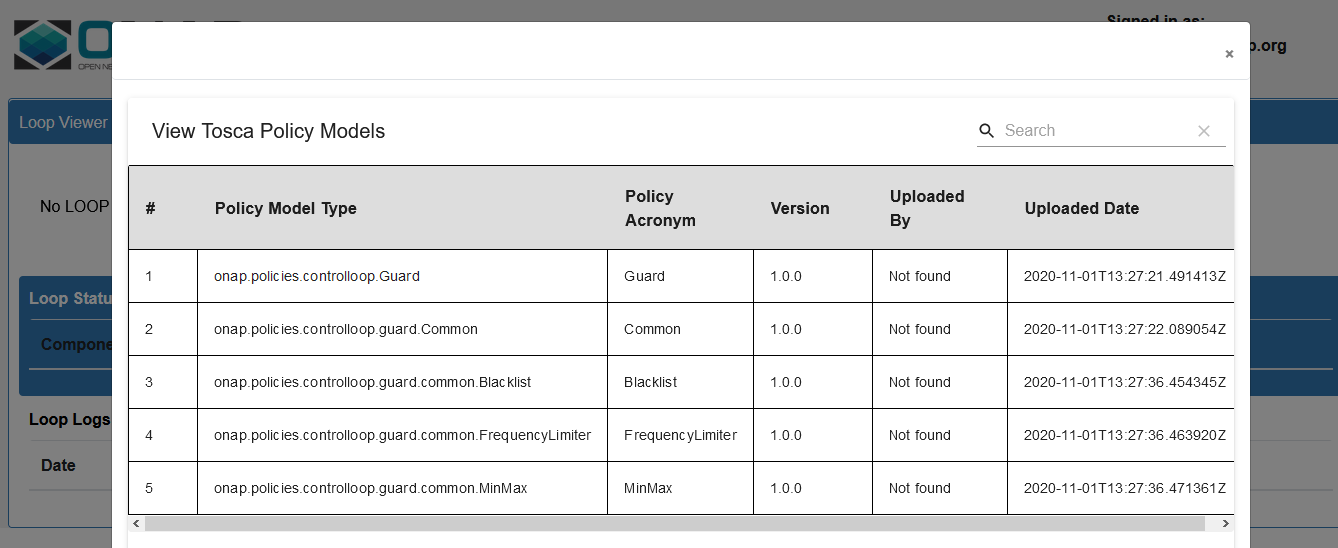 Signed in as:
p.org
OPEN NE
×
Loop Viewer
View Tosca Policy Models
Search
No LOOP
# Policy Model Type Policy Acronym Version Uploaded By Uploaded Date
1 onap.policies.controlloop.Guard Guard 1.0.0 Not found 2020-11-01T13:27:21.491413Z
2 onap.policies.controlloop.guard.Common Common 1.0.0 Not found 2020-11-01T13:27:22.089054Z
Loop Statu
Compone
3 onap.policies.controlloop.guard.common.Blacklist Blacklist 1.0.0 Not found 2020-11-01T13:27:36.454345Z
Loop Logs
4 onap.policies.controlloop.guard.common.FrequencyLimiter FrequencyLimiter 1.0.0 Not found 2020-11-01T13:27:36.463920Z
Date
5 onap.policies.controlloop.guard.common.MinMax MinMax 1.0.0 Not found 2020-11-01T13:27:36.471361Z